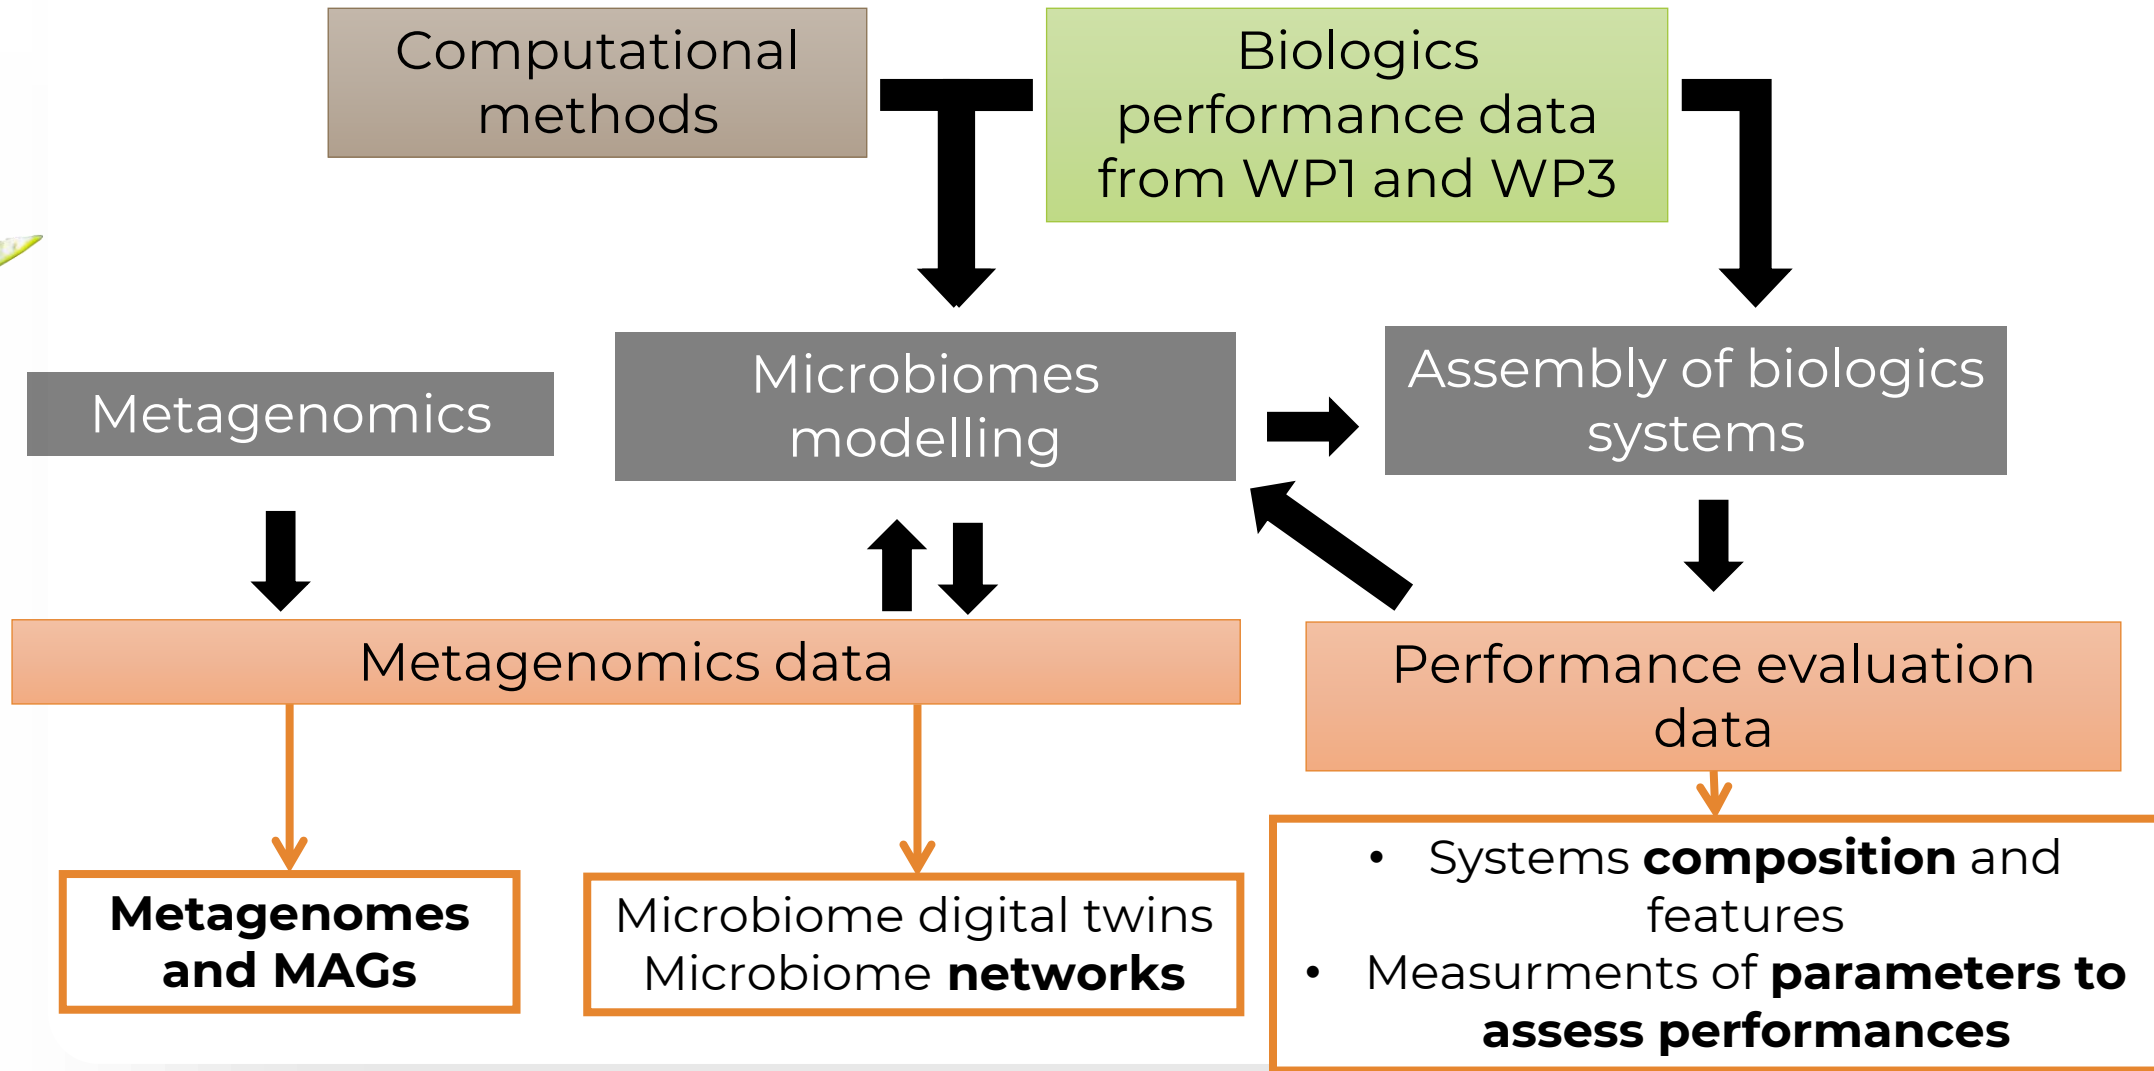 Computational
methods
Biologics
performance data
from WP1 and WP3
Metagenomics
Microbiomes
modelling
Assembly of biologics
systems
Metagenomics data
Performance evaluation
data
Metagenomes
and MAGs
Microbiome digital twins
Microbiome networks
• Systems composition and
features
• Measurments of parameters to
assess performances